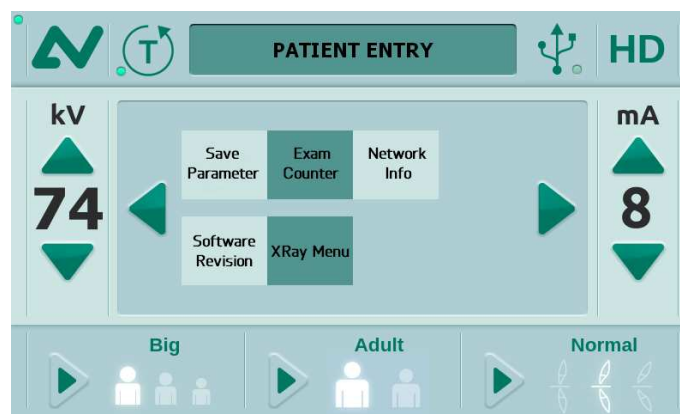 T
PATIENT ENTRY
HD
kV
mA
Save
Parameter
Exam
Counter
Network
Info
74
8
Software
Revision
XRay Menu
Big
Adult
Normal